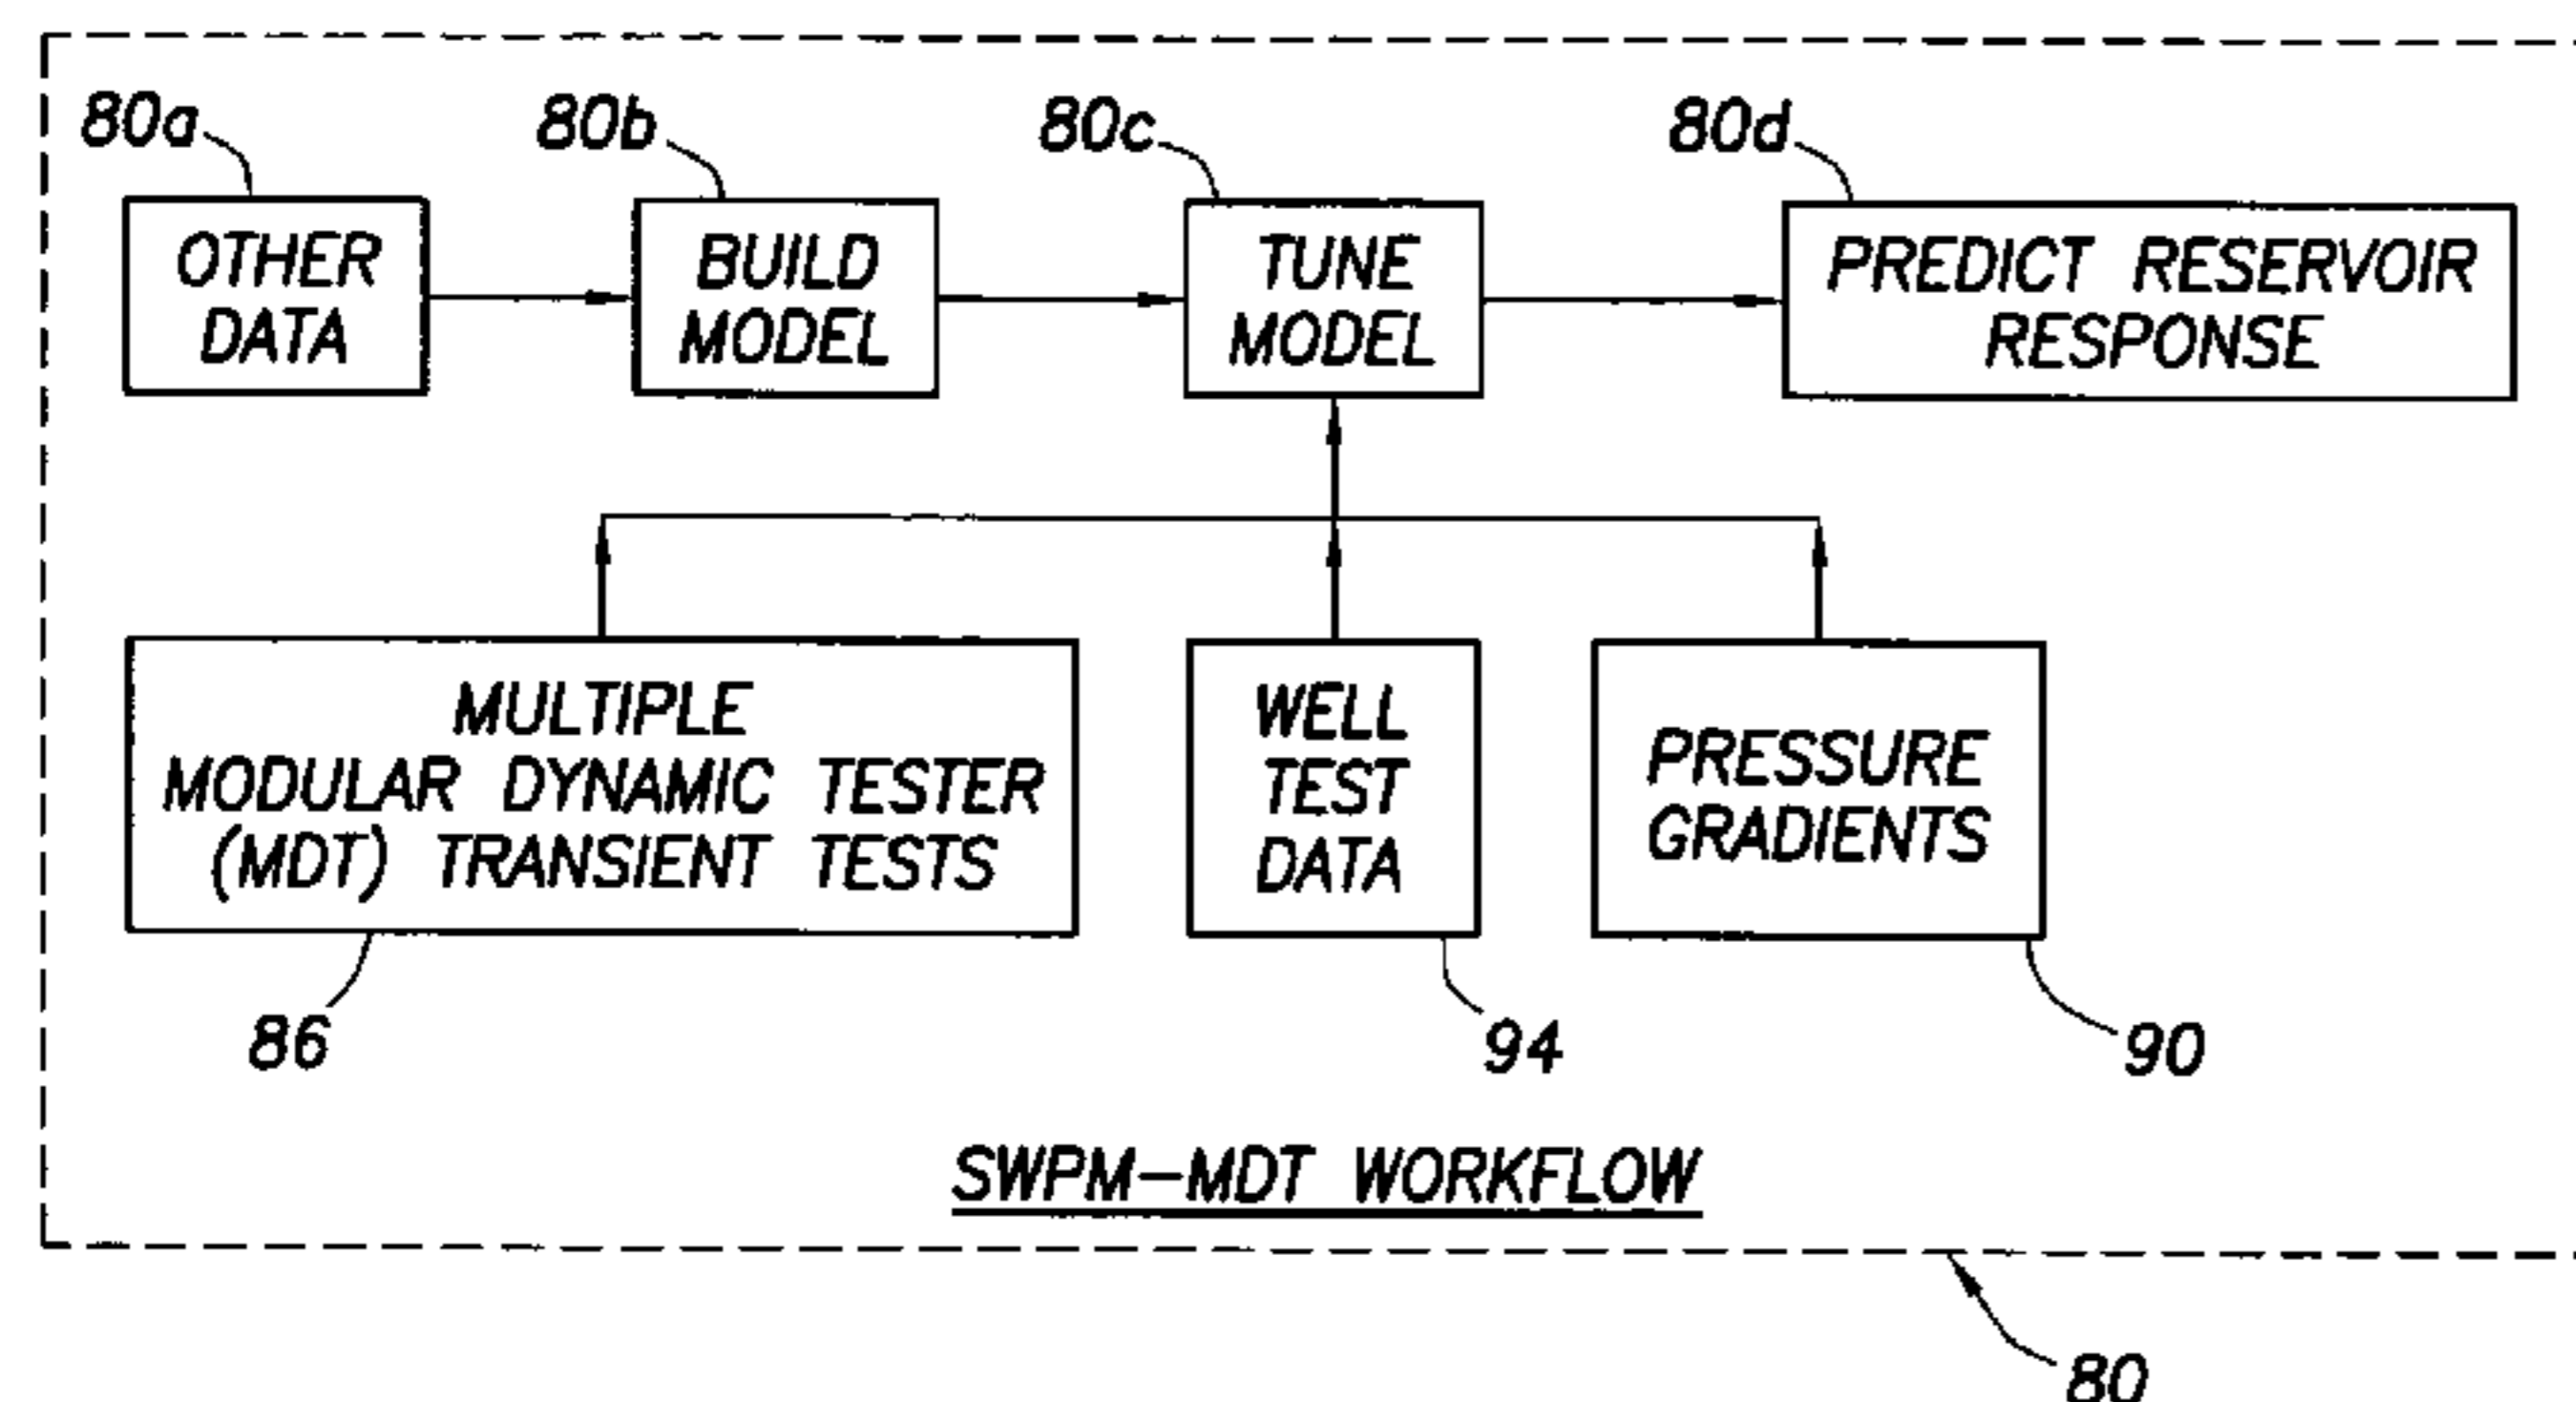 80a
80b
80c
80d
OTHER
DATA
BUILD
MODEL
TUNE
MODEL
PREDICT RESERVOIR
RESPONSE
MULTIPLE
MODULAR DYNAMIC TESTER
(MDT) TRANSIENT TESTS
WELL
TEST
DATA
PRESSURE
GRADIENTS
86
94
90
SWPM-MDT WORKFLOW
80